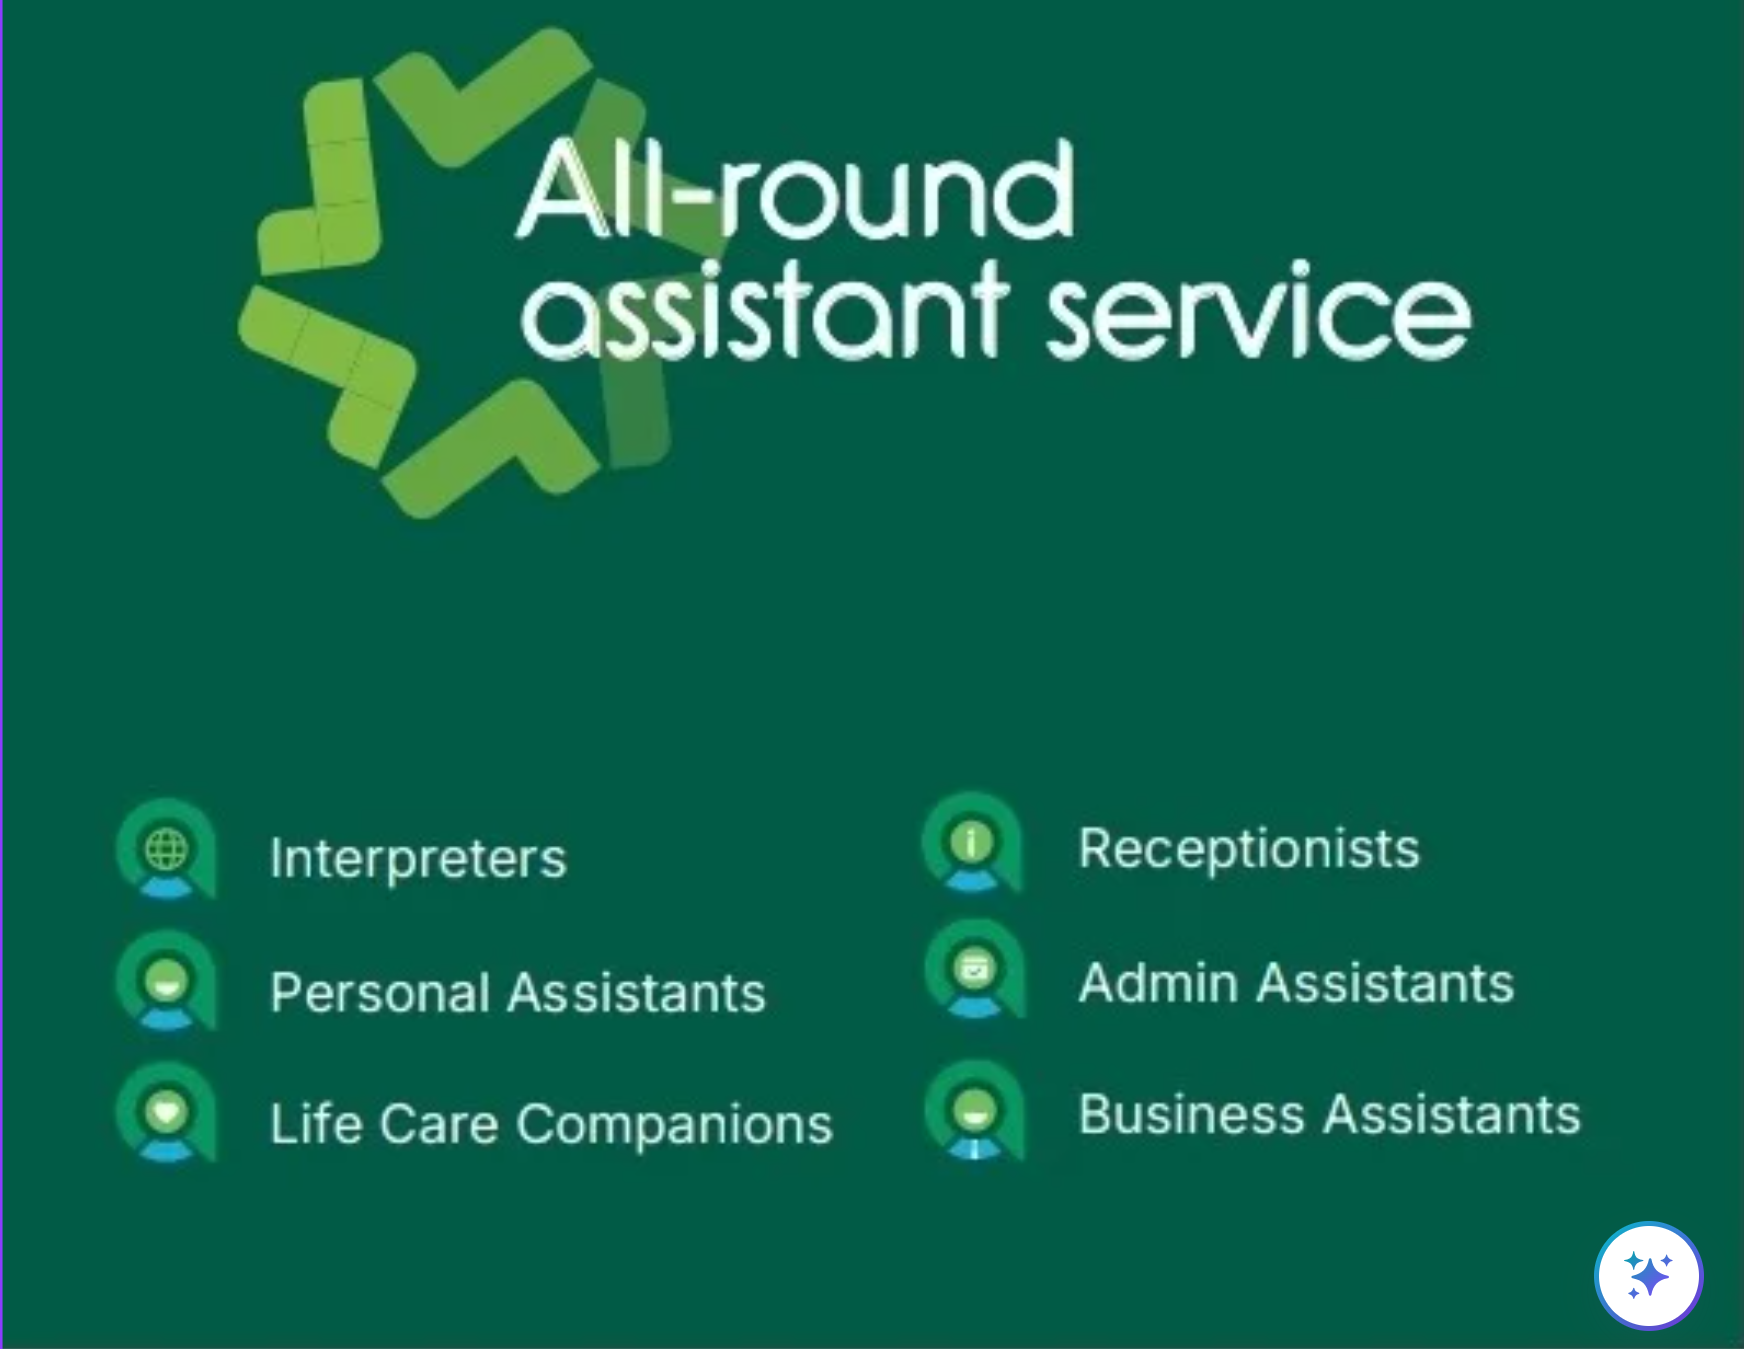 All-round
assistant service
Interpreters
Personal Assistants
Life Care Companions
Receptionists
Admin Assistants
Business Assistants